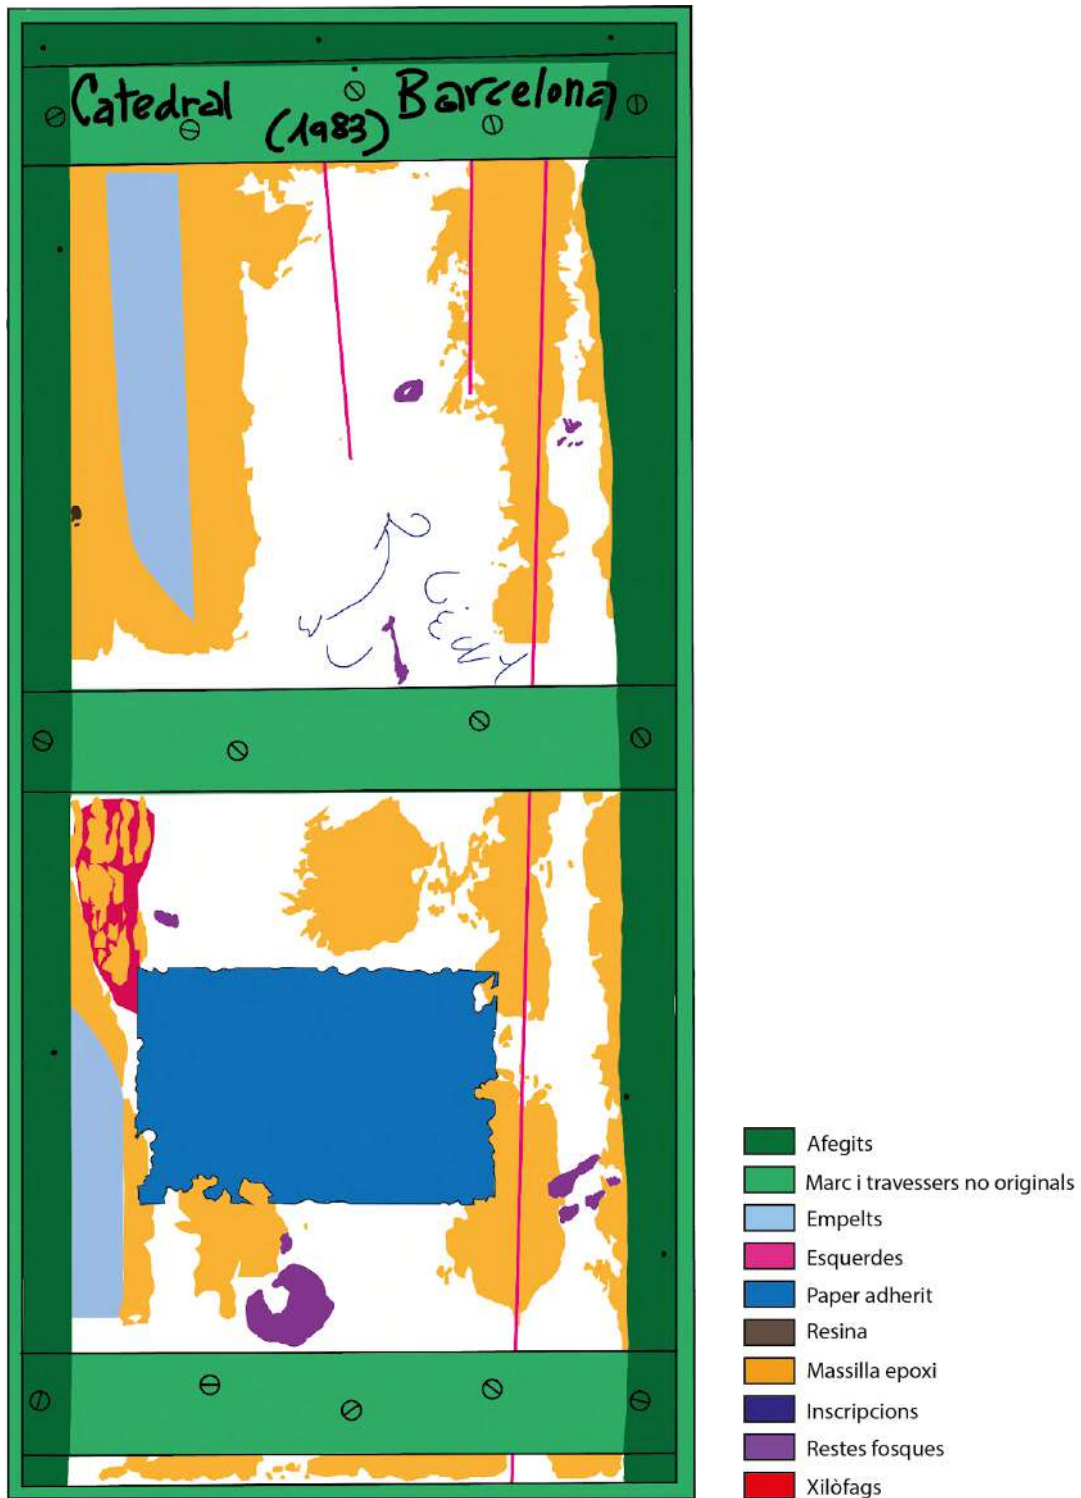 Catedral Barcelona
(1983)
Afegits
Marc i travessers no originals
Empelts
Esquerdes
Paper adherit
Resina
Massilla epoxi
Inscripcions
Restes fosques
Xilòfags